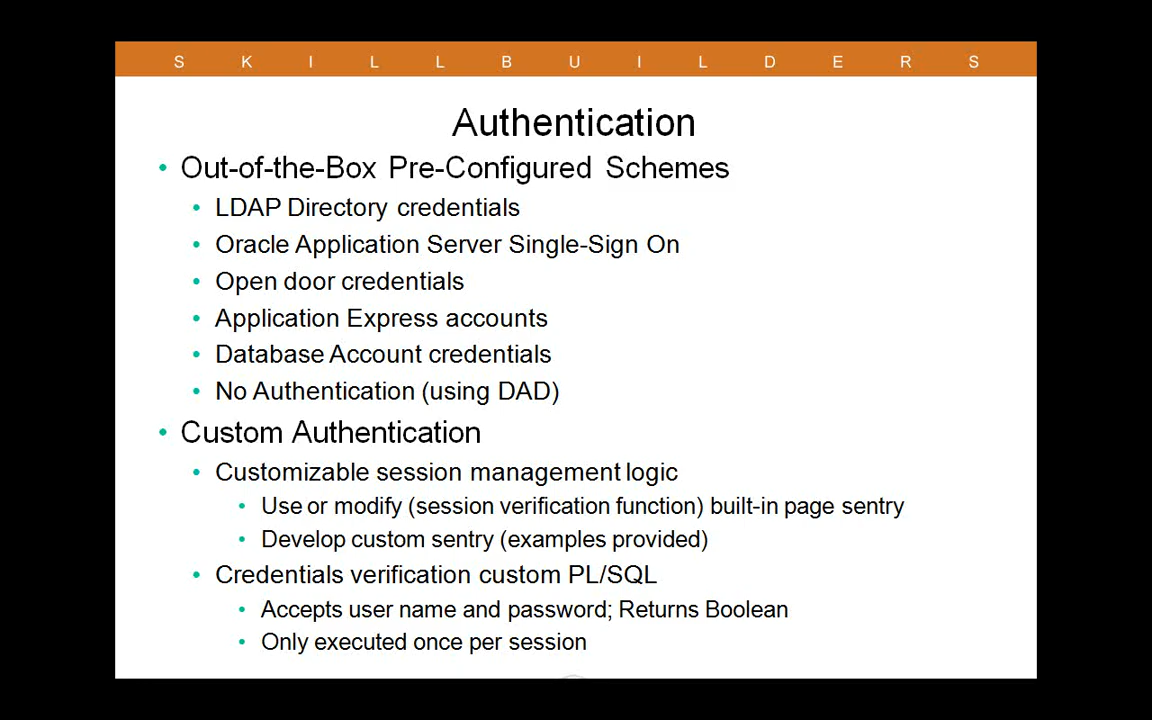 S K I L L B U I L D E R S
Authentication
• Out-of-the-Box Pre-Configured Schemes
• LDAP Directory credentials
• Oracle Application Server Single-Sign On
• Open door credentials
• Application Express accounts
• Database Account credentials
• No Authentication (using DAD)
• Custom Authentication
• Customizable session management logic
• Use or modify (session verification function) built-in page sentry
• Develop custom sentry (examples provided)
• Credentials verification custom PL/SQL
• Accepts user name and password; Returns Boolean
• Only executed once per session